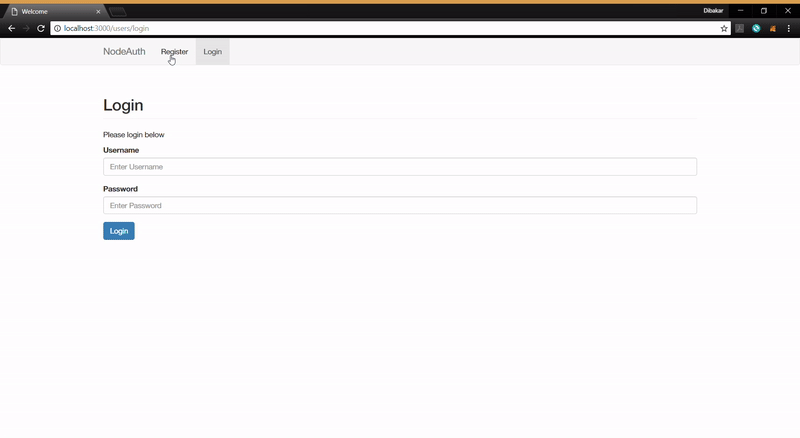 Welcome
Dibakar
localhost:3000/users/login
NodeAuth Register Login
Login
Please login below
Username
Enter Username
Password
Enter Password
Login